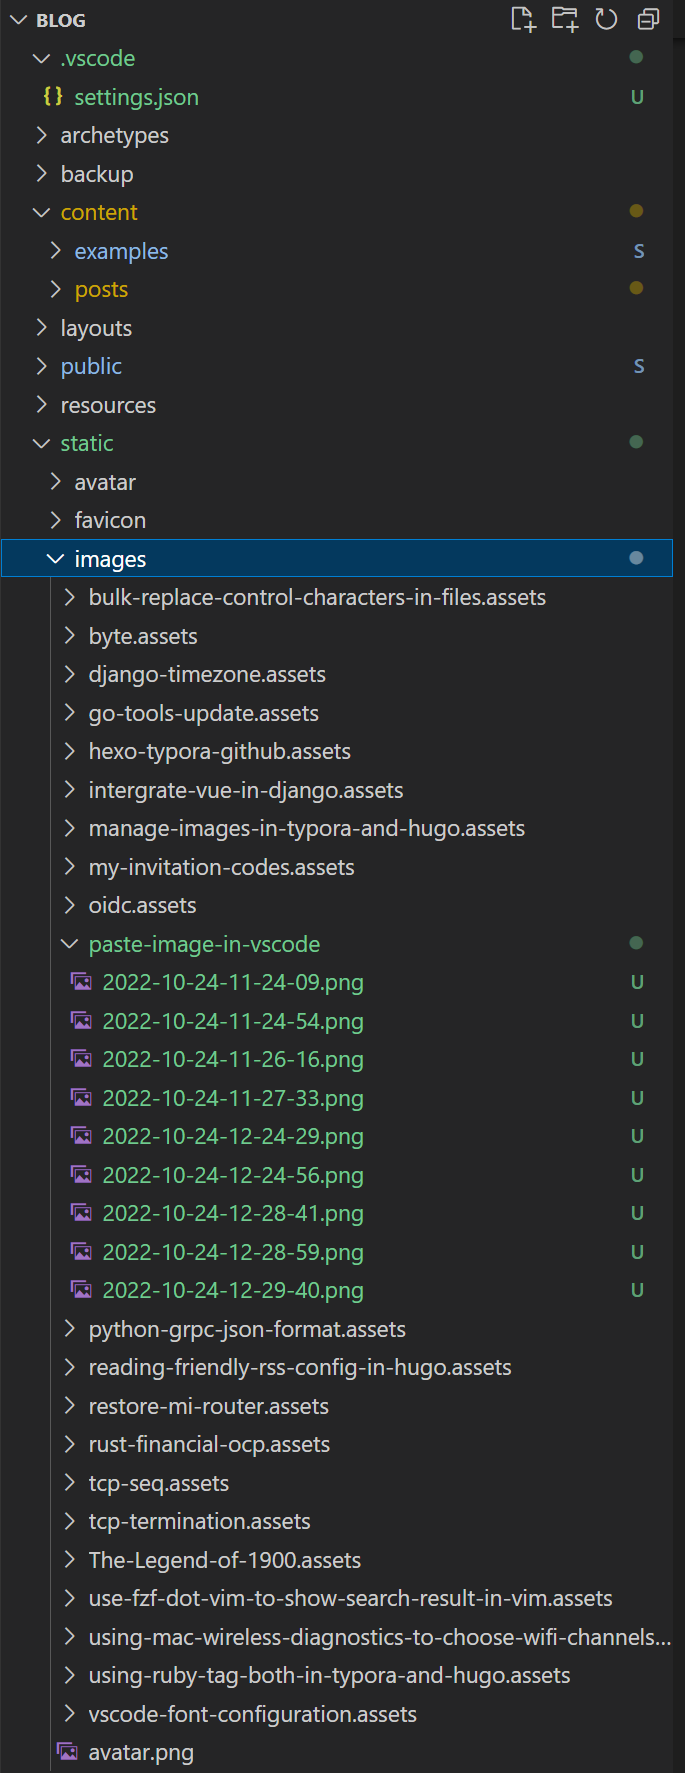 BLOG
.vscode
{} settings.json U
archetypes
backup
content
examples S
posts
layouts
public S
resources
static
avatar
favicon
images
bulk-replace-control-characters-in-files.assets
byte.assets
django-timezone.assets
go-tools-update.assets
hexo-typora-github.assets
intergrate-vue-in-django.assets
manage-images-in-typora-and-hugo.assets
my-invitation-codes.assets
oidc.assets
paste-image-in-vscode
2022-10-24-11-24-09.png U
2022-10-24-11-24-54.png U
2022-10-24-11-26-16.png U
2022-10-24-11-27-33.png U
2022-10-24-12-24-29.png U
2022-10-24-12-24-56.png U
2022-10-24-12-28-41.png U
2022-10-24-12-28-59.png U
2022-10-24-12-29-40.png U
python-grpc-json-format.assets
reading-friendly-rss-config-in-hugo.assets
restore-mi-router.assets
rust-financial-ocp.assets
tcp-seq.assets
tcp-termination.assets
The-Legend-of-1900.assets
use-fzf-dot-vim-to-show-search-result-in-vim.assets
using-mac-wireless-diagnostics-to-choose-wifi-channels...
using-ruby-tag-both-in-typora-and-hugo.assets
vscode-font-configuration.assets
avatar.png